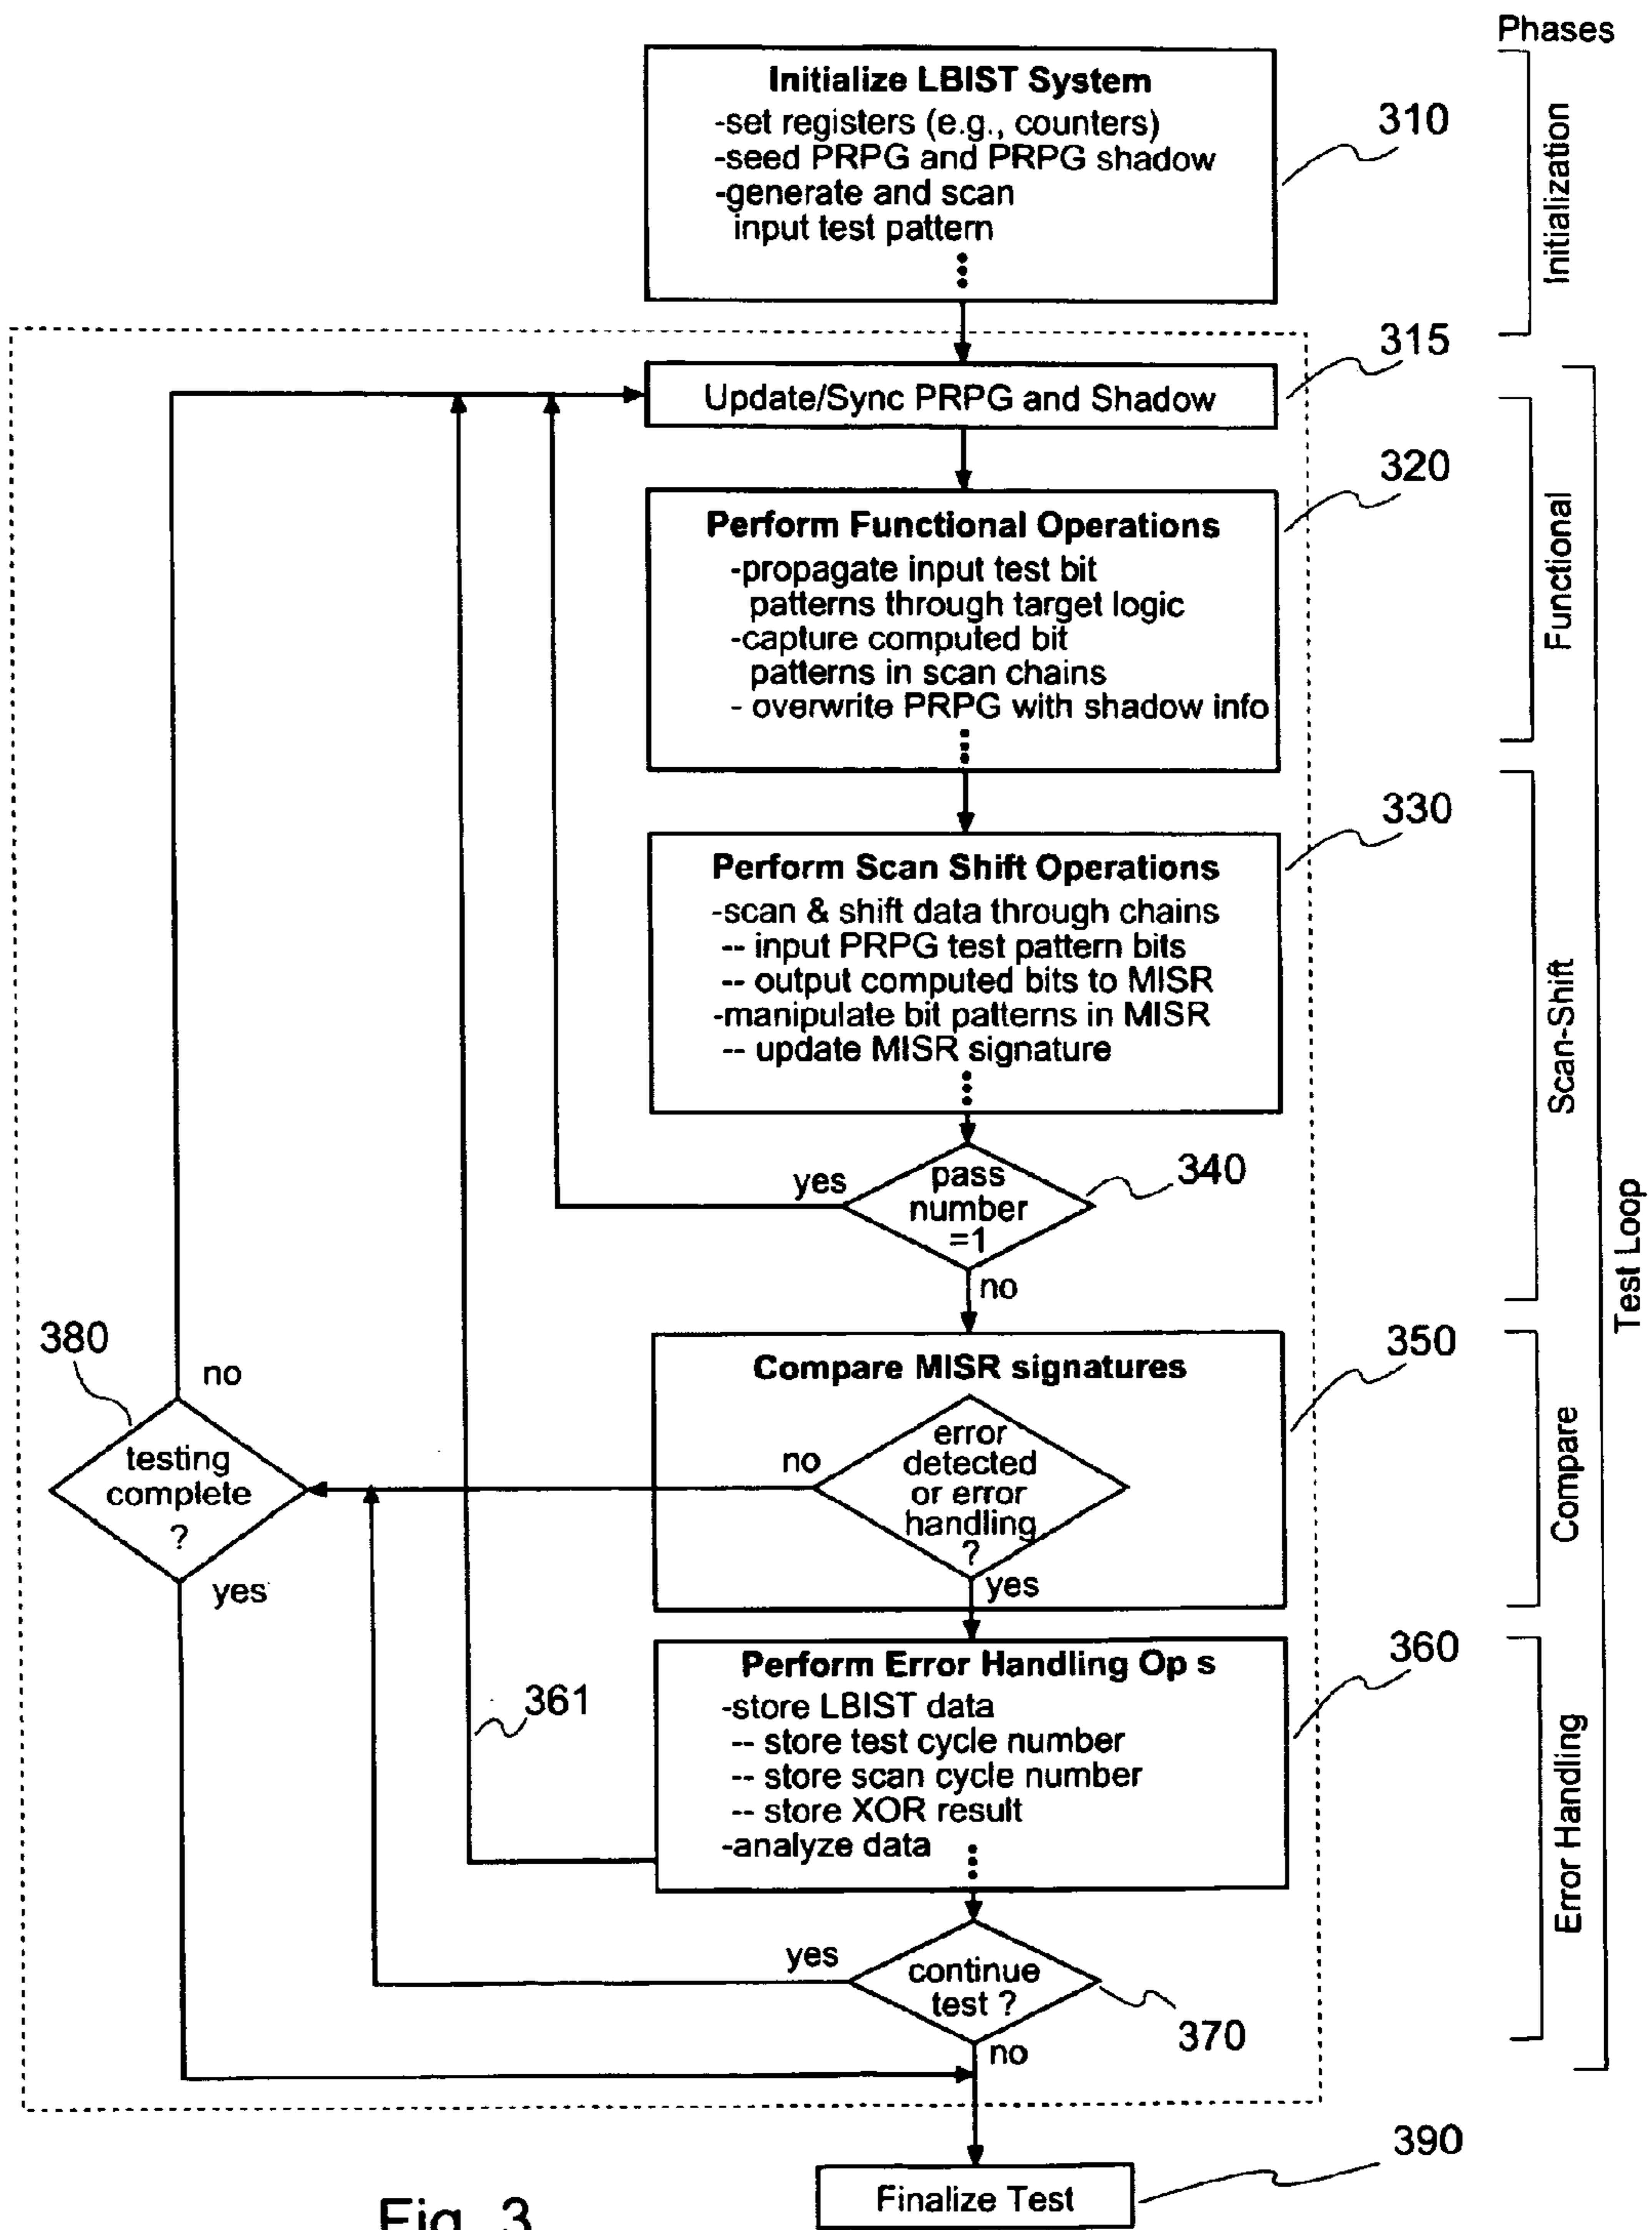 Phases
Initialize LBIST System
-set registers (e.g., counters)
-seed PRPG and PRPG shadow
-generate and scan
input test pattern
310
Initialization
315
Update/Sync PRPG and Shadow
320
Perform Functional Operations
-propagate input test bit
patterns through target logic
-capture computed bit
patterns in scan chains
- overwrite PRPG with shadow info
Functional
330
Perform Scan Shift Operations
-scan & shift data through chains
-- input PRPG test pattern bits
-- output computed bits to MISR
-manipulate bit patterns in MISR
-- update MISR signature
Scan-Shift
yes
pass
number
=1
340
no
Test Loop
380
no
testing
complete
?
yes
350
Compare MISR signatures
no
error
detected
or error
handling
?
yes
Compare
360
Perform Error Handling Op s
-store LBIST data
-- store test cycle number
-- store scan cycle number
-- store XOR result
-analyze data
361
Error Handling
yes
continue
test ?
370
no
390
Finalize Test
Fig. 3